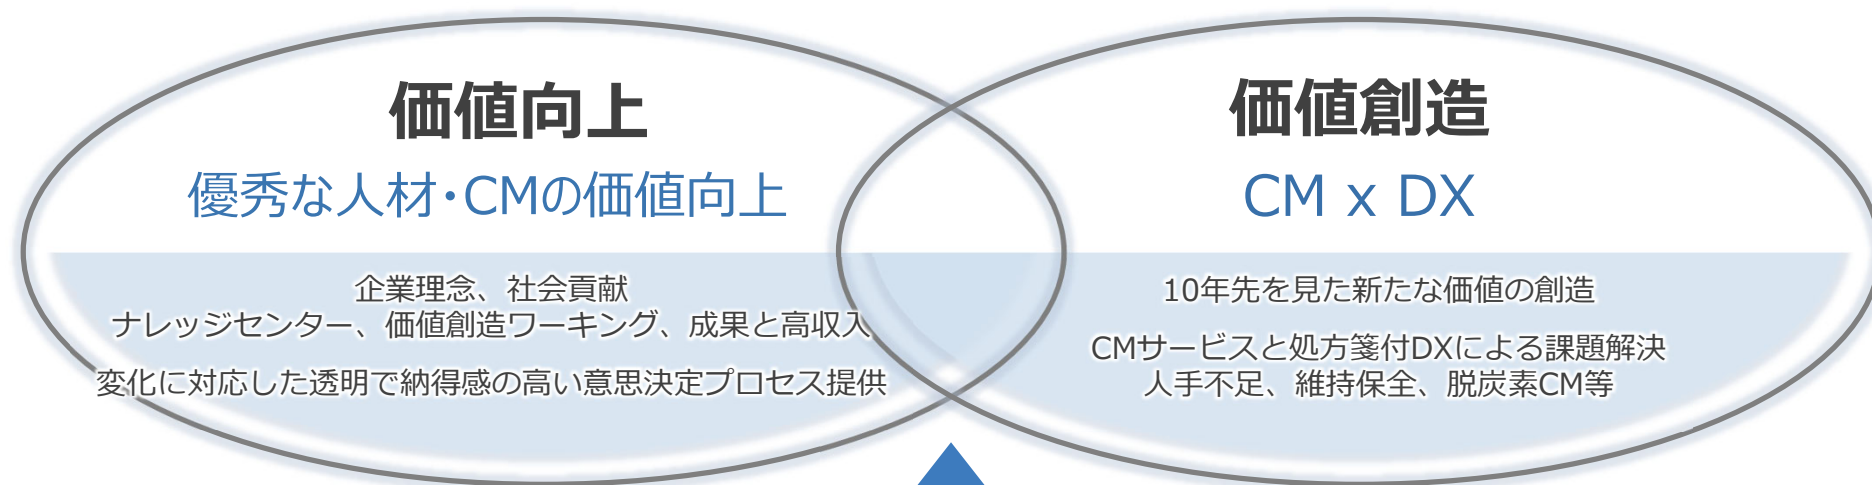 価値向上
優秀な人材・CMの価値向上
企業理念、社会貢献
ナレッジセンター、価値創造ワーキング、成果と高収入
変化に対応した透明で納得感の高い意思決定プロセス提供
価値創造
CM x DX
10年先を見た新たな価値の創造
CMサービスと処方箋付DXによる課題解決
人手不足、維持保全、脱炭素CM等